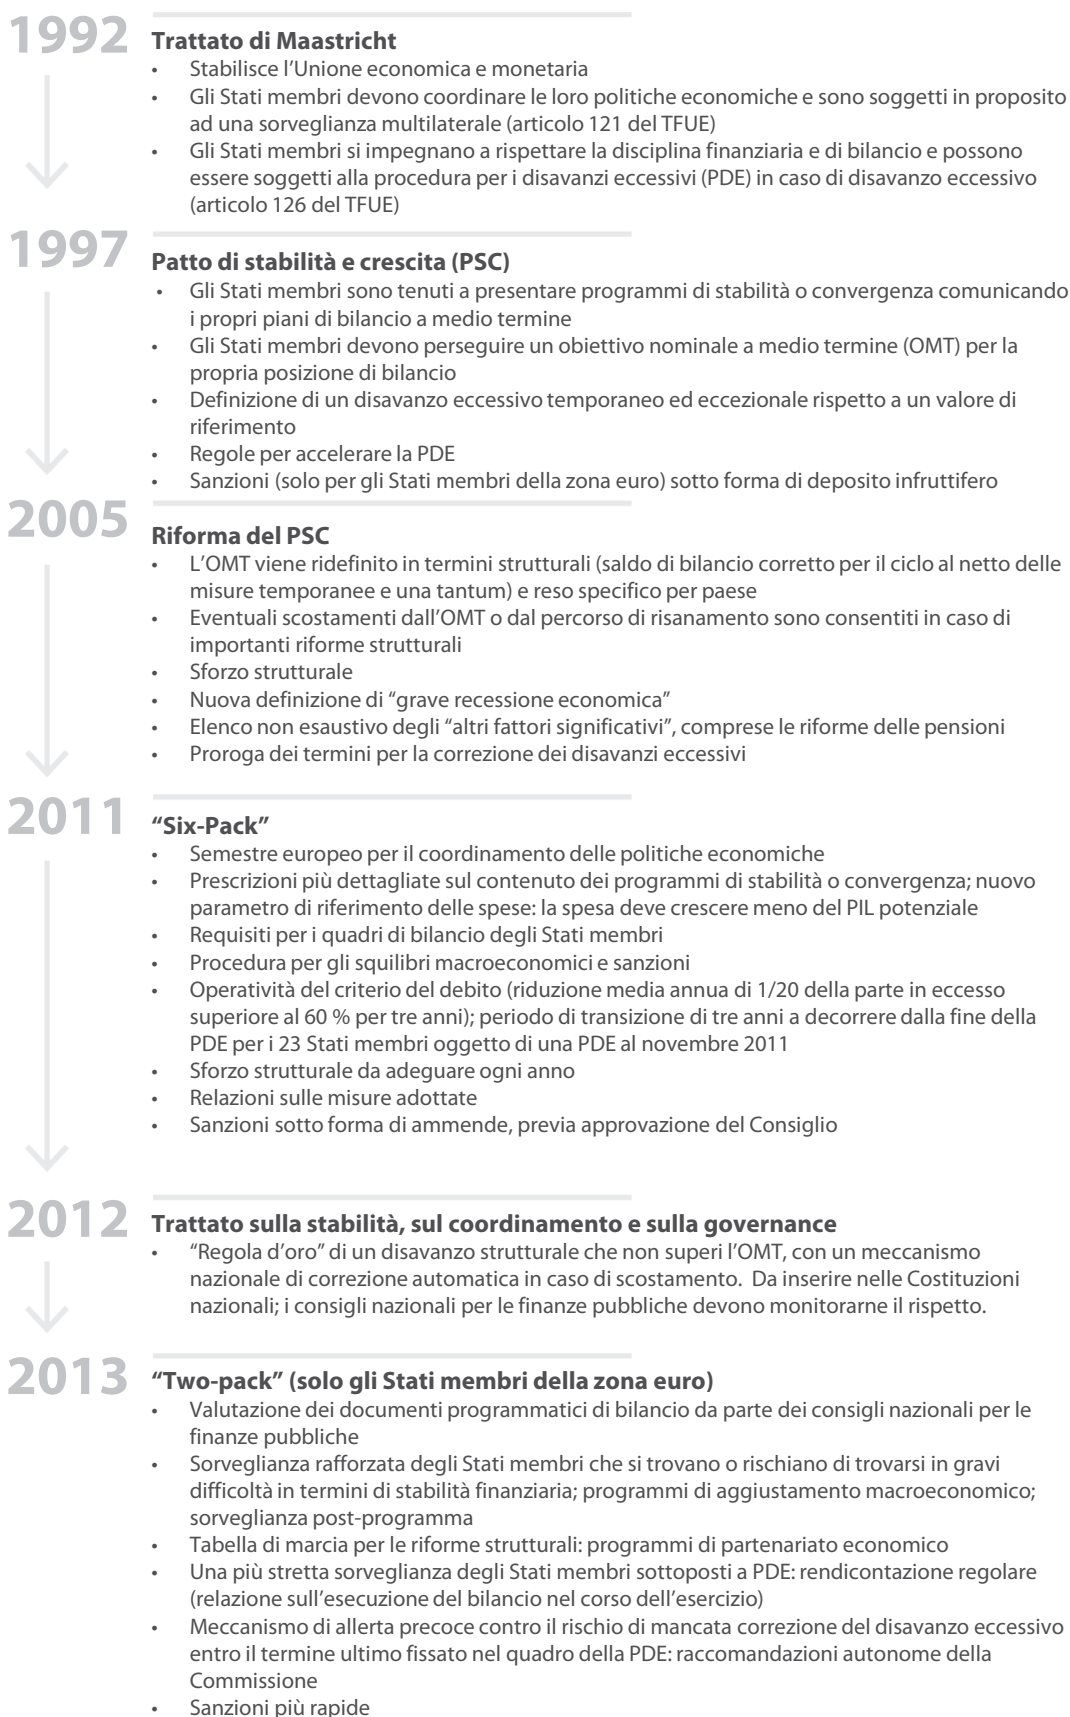 1992
Trattato di Maastricht
• Stabilisce l'Unione economica e monetaria
• Gli Stati membri devono coordinare le loro politiche economiche e sono soggetti in proposito
ad una sorveglianza multilaterale (articolo 121 del TFUE)
• Gli Stati membri si impegnano a rispettare la disciplina finanziaria e di bilancio e possono
essere soggetti alla procedura per i disavanzi eccessivi (PDE) in caso di disavanzo eccessivo
(articolo 126 del TFUE)
1997
Patto di stabilità e crescita (PSC)
• Gli Stati membri sono tenuti a presentare programmi di stabilità o convergenza comunicando
i propri piani di bilancio a medio termine
• Gli Stati membri devono perseguire un obiettivo nominale a medio termine (OMT) per la
propria posizione di bilancio
• Definizione di un disavanzo eccessivo temporaneo ed eccezionale rispetto a un valore di
riferimento
• Regole per accelerare la PDE
• Sanzioni (solo per gli Stati membri della zona euro) sotto forma di deposito infruttifero
2005
Riforma del PSC
• L'OMT viene ridefinito in termini strutturali (saldo di bilancio corretto per il ciclo al netto delle
misure temporanee e una tantum) e reso specifico per paese
• Eventuali scostamenti dall'OMT o dal percorso di risanamento sono consentiti in caso di
importanti riforme strutturali
• Sforzo strutturale
• Nuova definizione di "grave recessione economica"
• Elenco non esaustivo degli "altri fattori significativi", comprese le riforme delle pensioni
• Proroga dei termini per la correzione dei disavanzi eccessivi
2011
"Six-Pack"
• Semestre europeo per il coordinamento delle politiche economiche
• Prescrizioni più dettagliate sul contenuto dei programmi di stabilità o convergenza; nuovo
parametro di riferimento delle spese: la spesa deve crescere meno del PIL potenziale
• Requisiti per i quadri di bilancio degli Stati membri
• Procedura per gli squilibri macroeconomici e sanzioni
• Operatività del criterio del debito (riduzione media annua di 1/20 della parte in eccesso
superiore al 60 % per tre anni); periodo di transizione di tre anni a decorrere dalla fine della
PDE per i 23 Stati membri oggetto di una PDE al novembre 2011
• Sforzo strutturale da adeguare ogni anno
• Relazioni sulle misure adottate
• Sanzioni sotto forma di ammende, previa approvazione del Consiglio
2012
Trattato sulla stabilità, sul coordinamento e sulla governance
• "Regola d'oro" di un disavanzo strutturale che non superi l'OMT, con un meccanismo
nazionale di correzione automatica in caso di scostamento. Da inserire nelle Costituzioni
nazionali; i consigli nazionali per le finanze pubbliche devono monitorarne il rispetto.
2013
"Two-pack" (solo gli Stati membri della zona euro)
• Valutazione dei documenti programmatici di bilancio da parte dei consigli nazionali per le
finanze pubbliche
• Sorveglianza rafforzata degli Stati membri che si trovano o rischiano di trovarsi in gravi
difficoltà in termini di stabilità finanziaria; programmi di aggiustamento macroeconomico;
sorveglianza post-programma
• Tabella di marcia per le riforme strutturali: programmi di partenariato economico
• Una più stretta sorveglianza degli Stati membri sottoposti a PDE: rendicontazione regolare
(relazione sull'esecuzione del bilancio nel corso dell'esercizio)
• Meccanismo di allerta precoce contro il rischio di mancata correzione del disavanzo eccessivo
entro il termine ultimo fissato nel quadro della PDE: raccomandazioni autonome della
Commissione
• Sanzioni più rapide